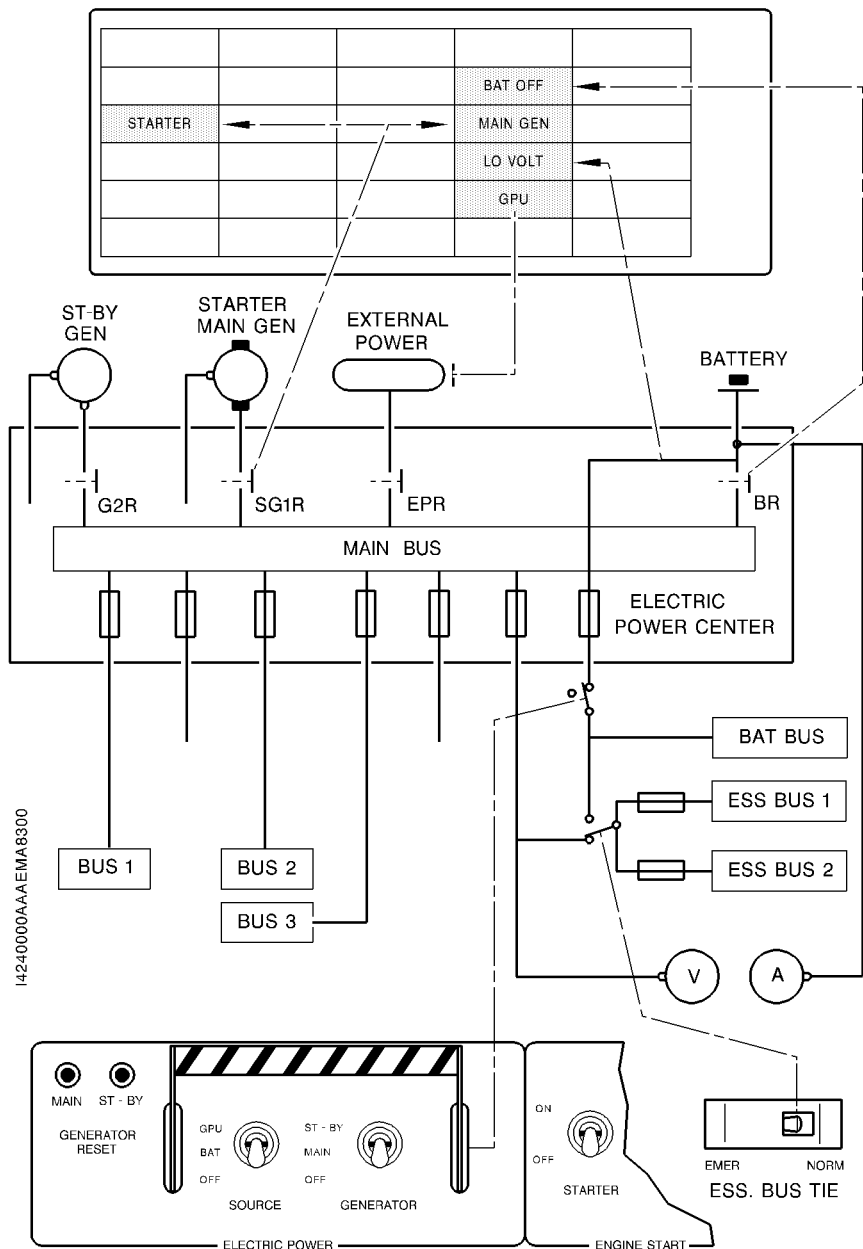 BAT OFF
STARTER
MAIN GEN
LO VOLT
GPU
ST-BY
GEN
STARTER
MAIN GEN
EXTERNAL
POWER
BATTERY
G2R
SG1R
EPR
BR
MAIN BUS
ELECTRIC
POWER CENTER
BAT BUS
ESS BUS 1
ESS BUS 2
BUS 1
BUS 2
BUS 3
V
A
I4240000AAAEMA8300
MAIN
ST - BY
GENERATOR
RESET
GPU
BAT
OFF
SOURCE
ST - BY
MAIN
OFF
GENERATOR
ELECTRIC POWER
ON
OFF
STARTER
ENGINE START
EMER
NORM
ESS. BUS TIE